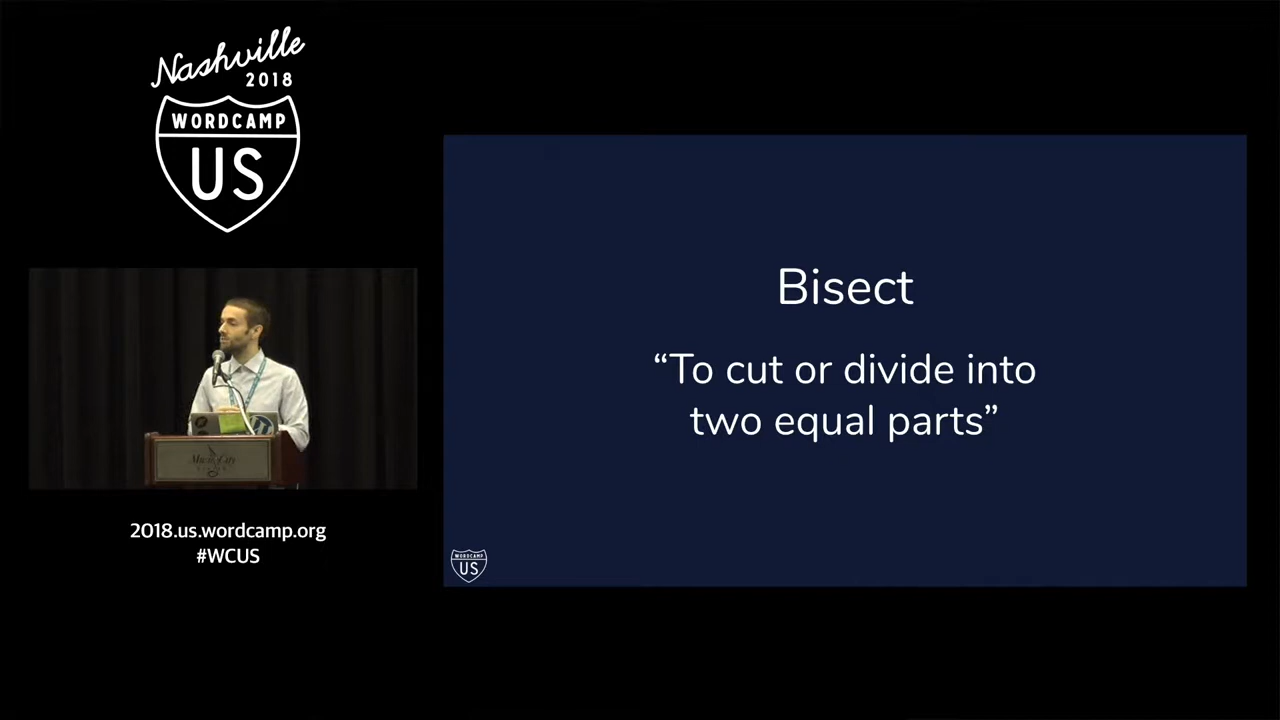 Nashville
2018
WORDCAMP
US
Bisect
“To cut or divide into
two equal parts”
2018.us.wordcamp.org
#WCUS
WORDCAMP
US